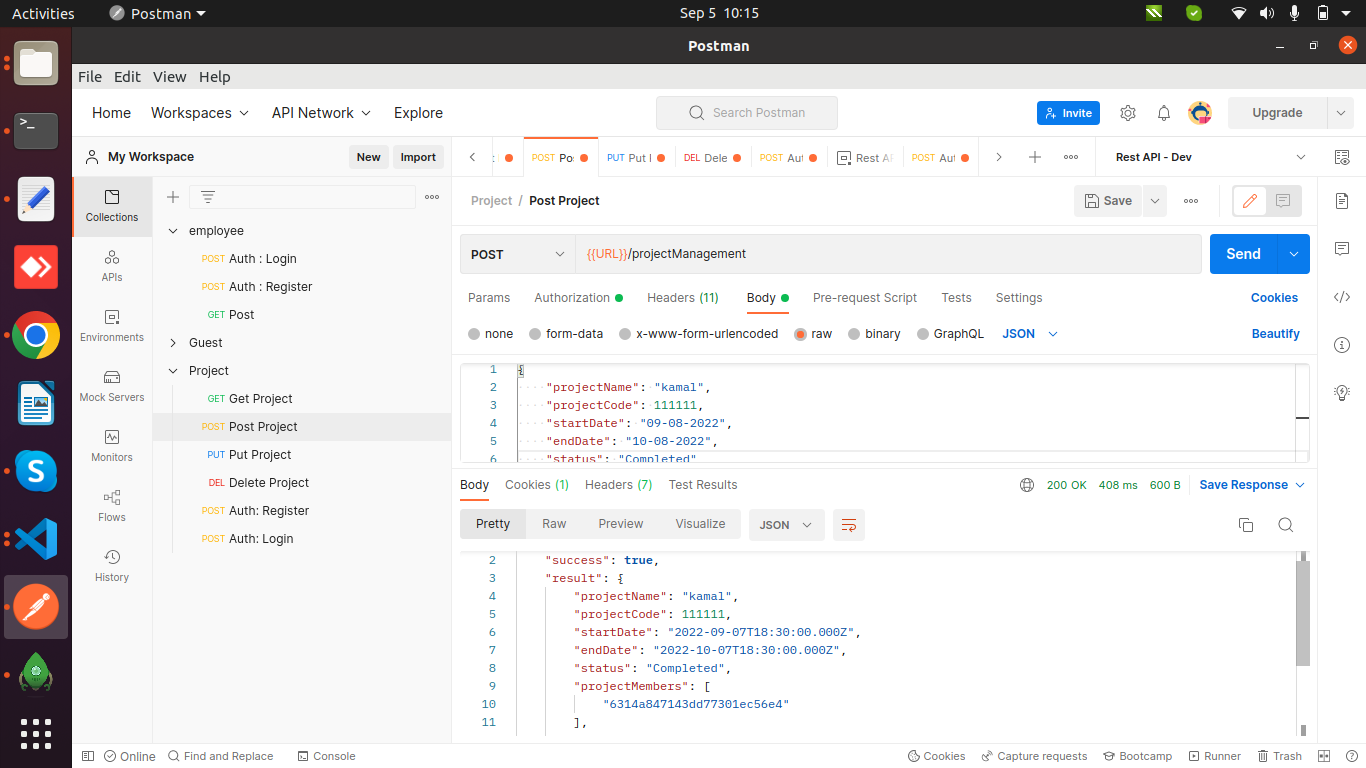 Activities
Postman
Sep 5 10:15
Postman
File Edit View Help
Home Workspaces API Network Explore
Search Postman
Invite
Upgrade
My Workspace
New Import
POST Po
PUT Put
DEL Dele
POST Aut
Rest A
POST Aut
Rest API - Dev
Collections
APIs
Environments
Mock Servers
Monitors
Flows
History
employee
POST Auth : Login
POST Auth : Register
GET Post
Guest
Project
GET Get Project
POST Post Project
PUT Put Project
DEL Delete Project
POST Auth: Register
POST Auth: Login
Project / Post Project
Save
POST
{{URL}}/projectManagement
Send
Params Authorization Headers (11) Body Pre-request Script Tests Settings Cookies
none form-data x-www-form-urlencoded raw binary GraphQL JSON Beautify
1 {
2 "projectName": "kamal",
3 "projectCode": 111111,
4 "startDate": "09-08-2022",
5 "endDate": "10-08-2022",
6 "status": "Completed"
Body Cookies (1) Headers (7) Test Results
200 OK 408 ms 600 B Save Response
Pretty Raw Preview Visualize JSON
2 "success": true,
3 "result": {
4 "projectName": "kamal",
5 "projectCode": 111111,
6 "startDate": "2022-09-07T18:30:00.000Z",
7 "endDate": "2022-10-07T18:30:00.000Z",
8 "status": "Completed",
9 "projectMembers": [
10 "6314a847143dd77301ec56e4"
11 ],
Online Find and Replace Console
Cookies Capture requests Bootcamp Runner Trash